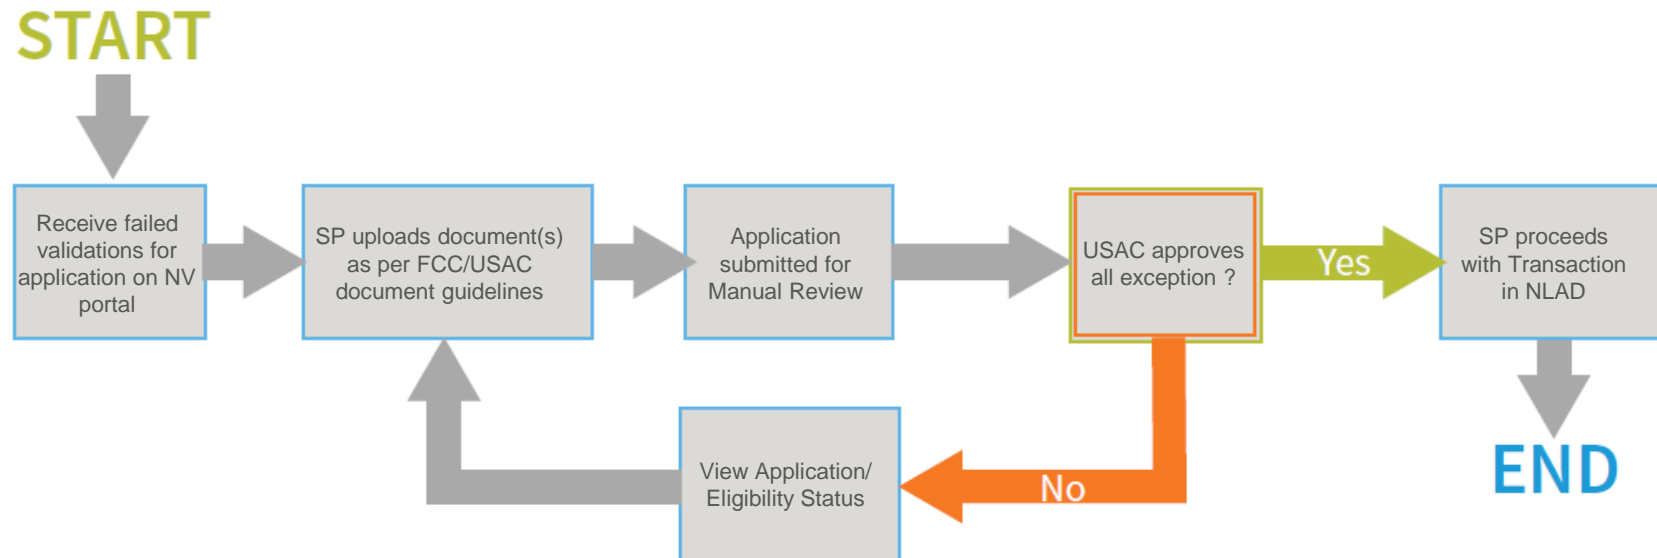 START
Receive failed
validations for
application on NV
portal
SP uploads document(s)
as per FCC/USAC
document guidelines
Application
submitted for
Manual Review
USAC approves
all exception ?
Yes
SP proceeds
with Transaction
in NLAD
View Application/
Eligibility Status
No
END